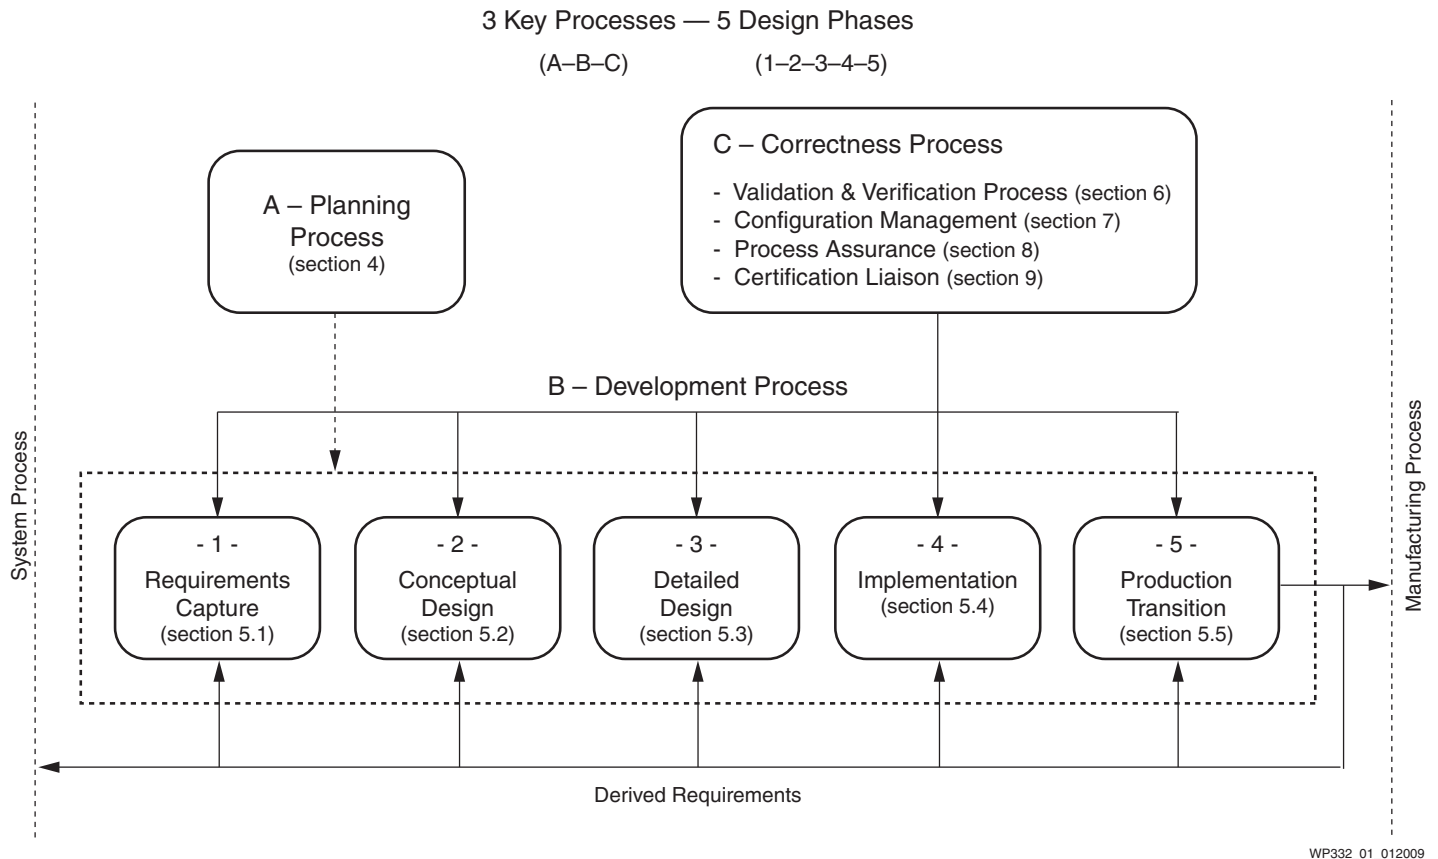 3 Key Processes — 5 Design Phases
(A–B–C) (1–2–3–4–5)
A – Planning
Process
(section 4)
C – Correctness Process
- Validation & Verification Process (section 6)
- Configuration Management (section 7)
- Process Assurance (section 8)
- Certification Liaison (section 9)
B – Development Process
System Process
Manufacturing Process
- 1 -
Requirements
Capture
(section 5.1)
- 2 -
Conceptual
Design
(section 5.2)
- 3 -
Detailed
Design
(section 5.3)
- 4 -
Implementation
(section 5.4)
- 5 -
Production
Transition
(section 5.5)
Derived Requirements
WP332_01_012009